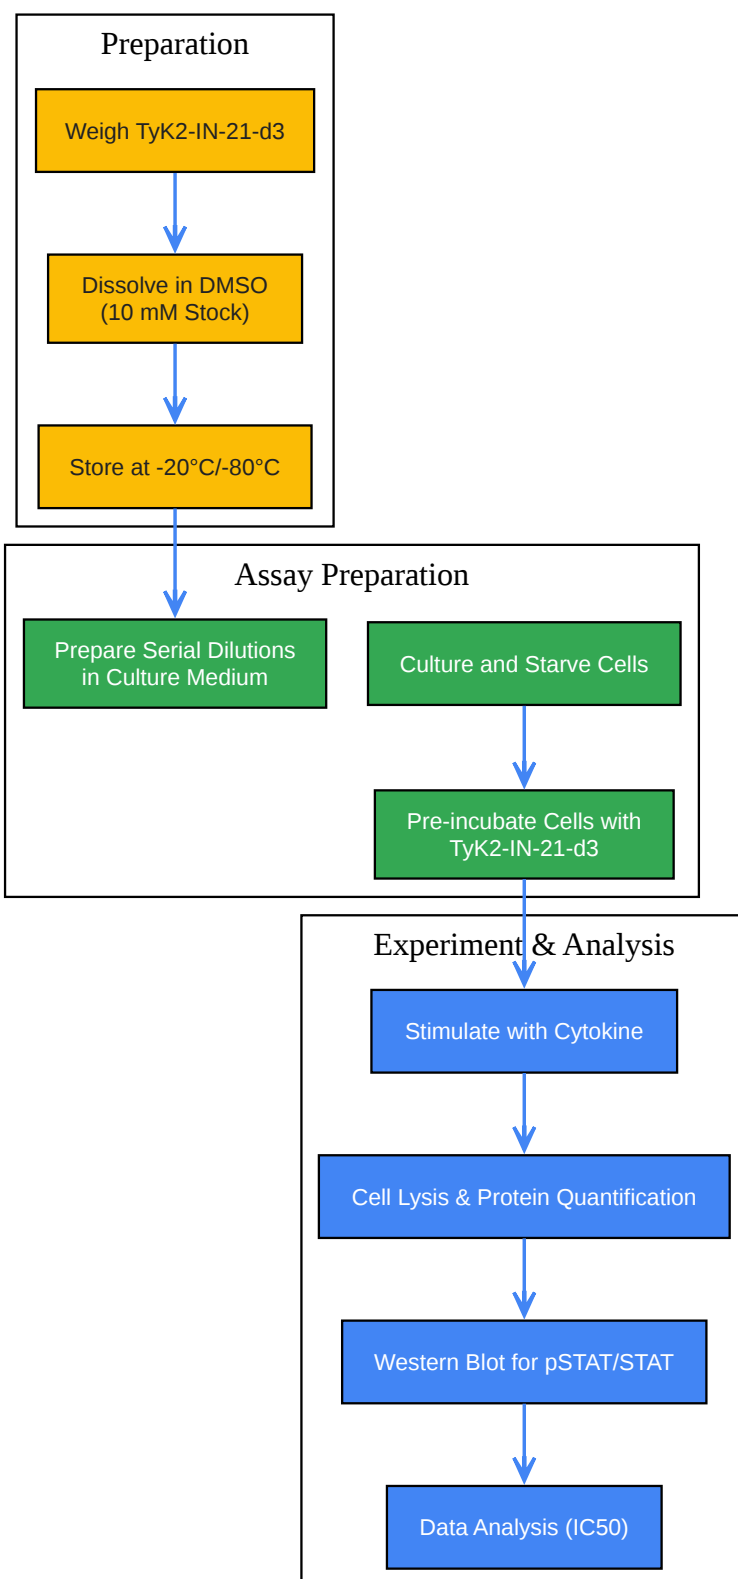 Preparation
Weigh TyK2-IN-21-d3
Dissolve in DMSO
(10 mM Stock)
Store at -20°C/-80°C
Assay Preparation
Prepare Serial Dilutions
in Culture Medium
Culture and Starve Cells
Pre-incubate Cells with
TyK2-IN-21-d3
Experiment & Analysis
Stimulate with Cytokine
Cell Lysis & Protein Quantification
Western Blot for pSTAT/STAT
Data Analysis (IC50)